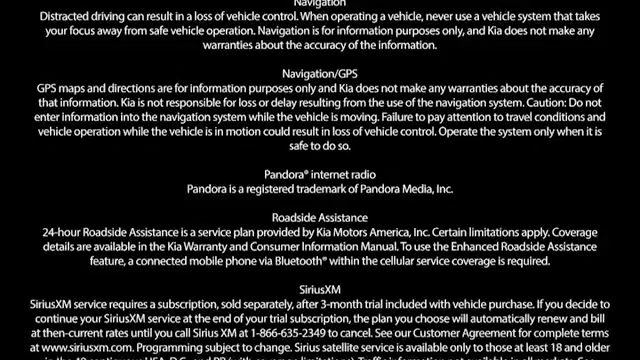 Navigation
Distracted driving can result in a loss of vehicle control. When operating a vehicle, never use a vehicle system that takes
your focus away from safe vehicle operation. Navigation is for information purposes only, and Kia does not make any
warranties about the accuracy of the information.
Navigation/GPS
GPS maps and directions are for information purposes only and Kia does not make any warranties about the accuracy of
that information. Kia is not responsible for loss or delay resulting from the use of the navigation system. Caution: Do not
enter information into the navigation system while the vehicle is moving. Failure to pay attention to travel conditions and
vehicle operation while the vehicle is in motion could result in loss of vehicle control. Operate the system only when it is
safe to do so.
Pandora® internet radio
Pandora is a registered trademark of Pandora Media, Inc.
Roadside Assistance
24-hour Roadside Assistance is a service plan provided by Kia Motors America, Inc. Certain limitations apply. Coverage
details are available in the Kia Warranty and Consumer Information Manual. To use the Enhanced Roadside Assistance
feature, a connected mobile phone via Bluetooth® within the cellular service coverage is required.
SiriusXM
SiriusXM service requires a subscription, sold separately, after 3-month trial included with vehicle purchase. If you decide to
continue your SiriusXM service at the end of your trial subscription, the plan you choose will automatically renew and bill
at then-current rates until you call Sirius XM at 1-866-635-2349 to cancel. See our Customer Agreement for complete terms
at www.siriusxm.com. Programming subject to change. Sirius satellite service is available only to those at least 18 and older